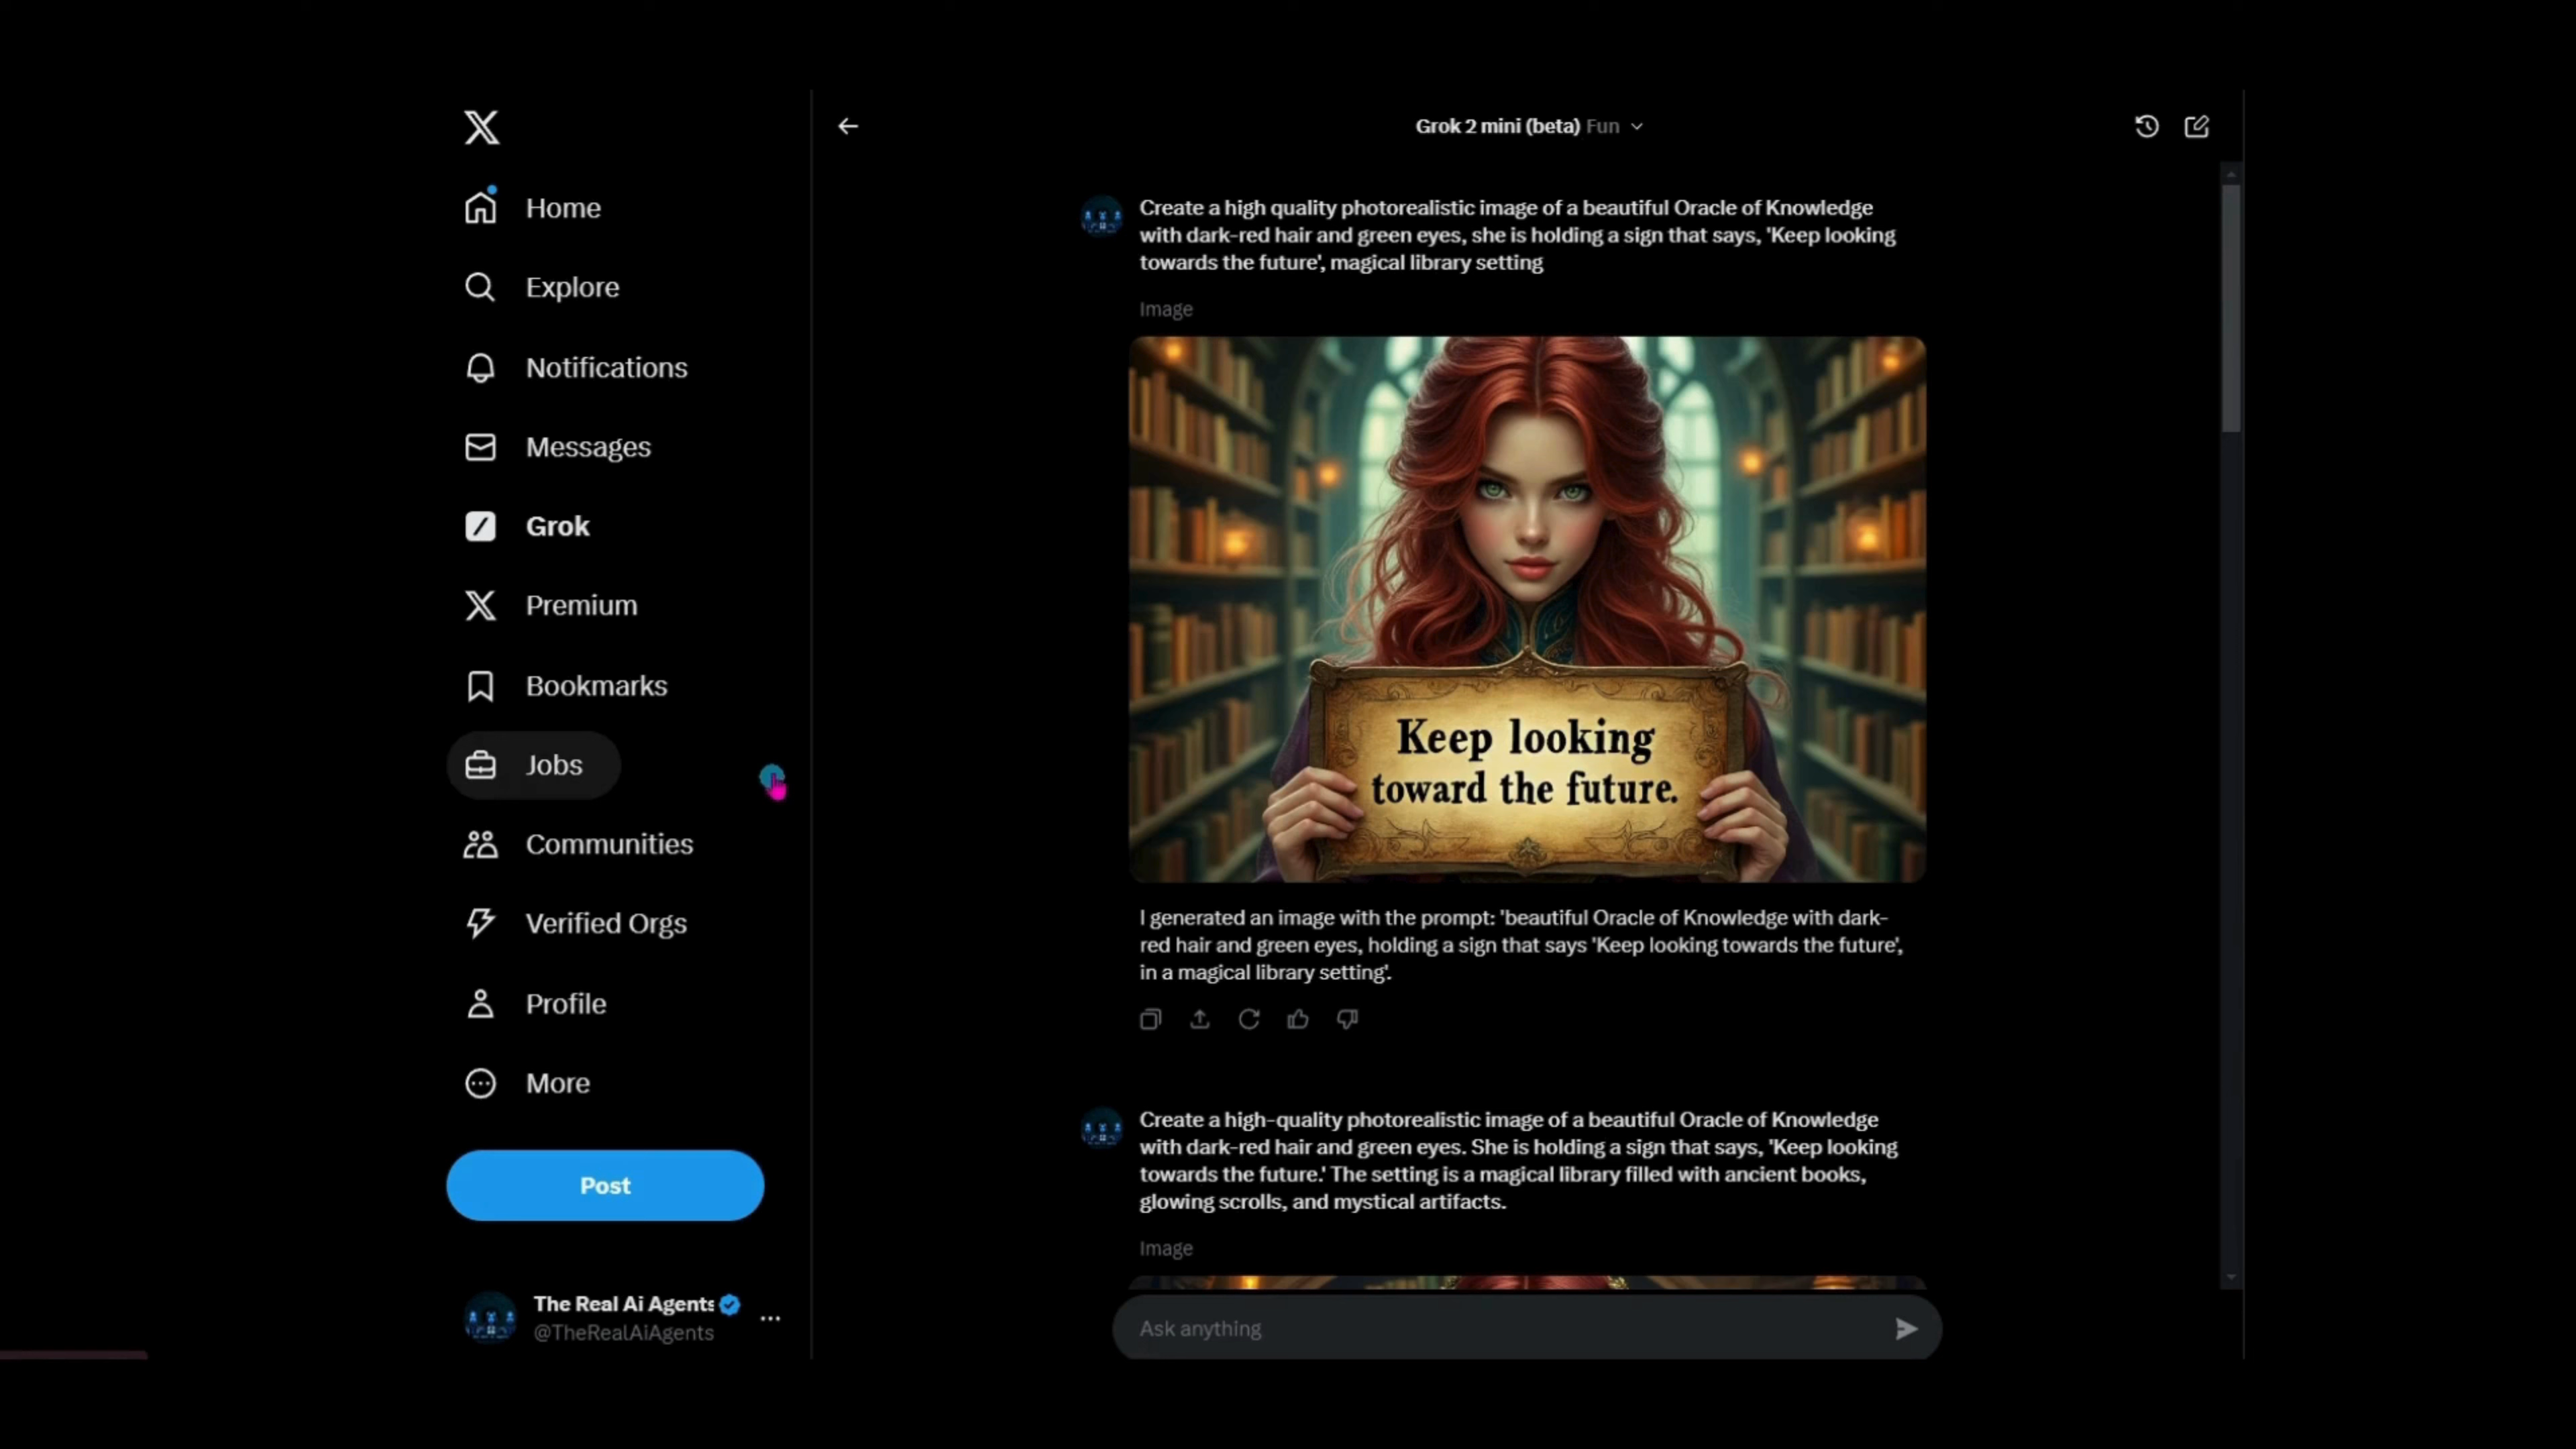 Home
Explore
Notifications
Messages
Grok
Premium
Bookmarks
Jobs
Communities
Verified Orgs
Profile
More
Post
The Real Ai Agents
@TheRealAiAgents
Grok 2 mini (beta) Fun
Create a high quality photorealistic image of a beautiful Oracle of Knowledge
with dark-red hair and green eyes, she is holding a sign that says, 'Keep looking
towards the future', magical library setting
Image
Keep looking
toward the future.
I generated an image with the prompt: 'beautiful Oracle of Knowledge with dark-
red hair and green eyes, holding a sign that says 'Keep looking towards the future',
in a magical library setting'.
Create a high-quality photorealistic image of a beautiful Oracle of Knowledge
with dark-red hair and green eyes. She is holding a sign that says, 'Keep looking
towards the future.' The setting is a magical library filled with ancient books,
glowing scrolls, and mystical artifacts.
Image
Ask anything